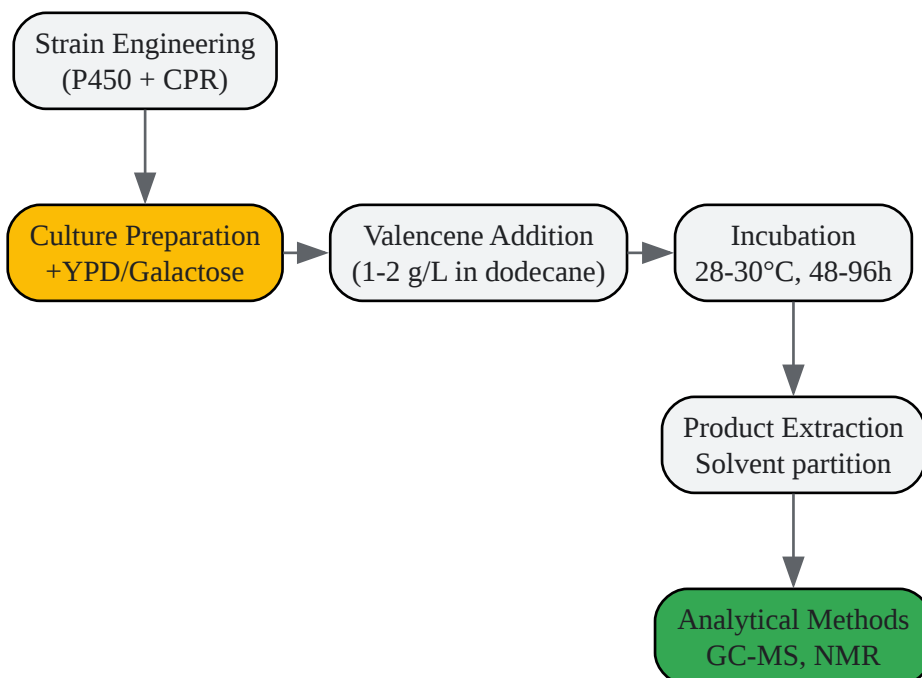 Strain Engineering
(P450 + CPR)
Culture Preparation
+YPD/Galactose
Valencene Addition
(1-2 g/L in dodecane)
Incubation
28-30°C, 48-96h
Product Extraction
Solvent partition
Analytical Methods
GC-MS, NMR